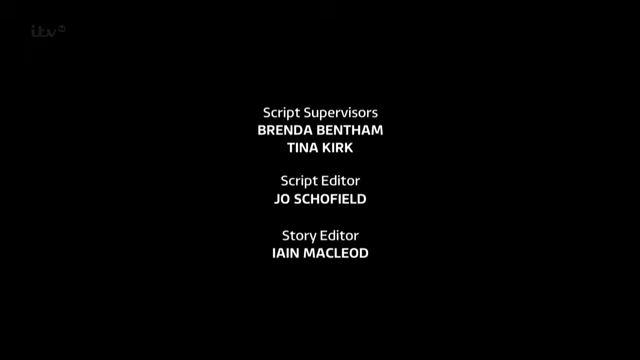 itv
Script Supervisors
BRENDA BENTHAM
TINA KIRK
Script Editor
JO SCHOFIELD
Story Editor
IAIN MACLEOD